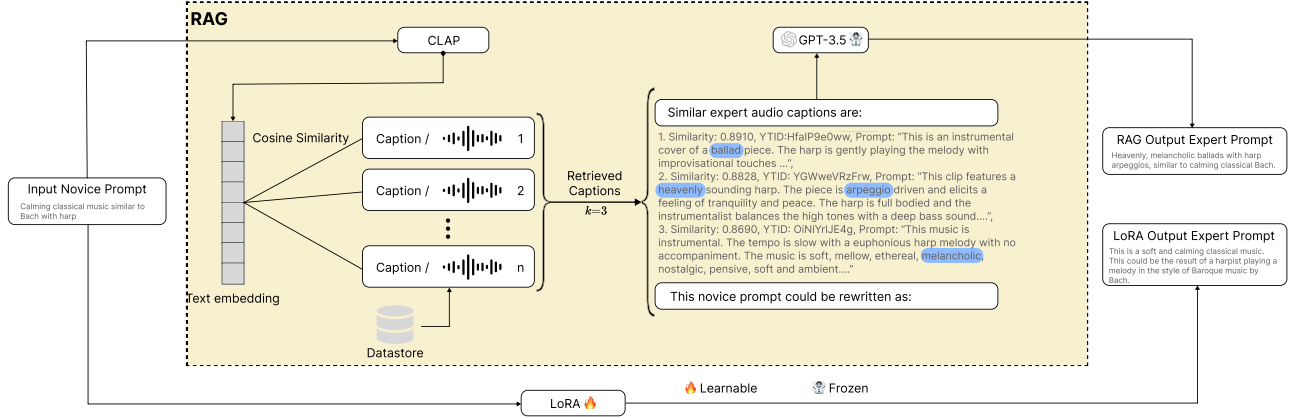 RAG
CLAP
GPT-3.5
Cosine Similarity
Caption /
1
Caption /
2
Caption /
n
Text embedding
Datastore
Input Novice Prompt
Calming classical music similar to
Bach with harp
Retrieved
Captions
k=3
Similar expert audio captions are:
1. Similarity: 0.8910, YTID:HfaIP9e0ww, Prompt: “This is an instrumental
cover of a ballad piece. The harp is gently playing the melody with
improvisational touches ...”,
2. Similarity: 0.8828, YTID: YGWweVRzFrw, Prompt: “This clip features a
heavenly sounding harp. The piece is arpeggio driven and elicits a
feeling of tranquility and peace. The harp is full bodied and the
instrumentalist balances the high tones with a deep bass sound....”,
3. Similarity: 0.8690, YTID: OiNIYrIJE4g, Prompt: “This music is
instrumental. The tempo is slow with a euphonious harp melody with no
accompaniment. The music is soft, mellow, ethereal, melancholic,
nostalgic, pensive, soft and ambient....”
This novice prompt could be rewritten as:
RAG Output Expert Prompt
Heavenly, melancholic ballads with harp
arpeggios, similar to calming classical Bach.
LoRA Output Expert Prompt
This is a soft and calming classical music.
This could be the result of a harpist playing a
melody in the style of Baroque music by
Bach.
LoRA
Learnable
Frozen